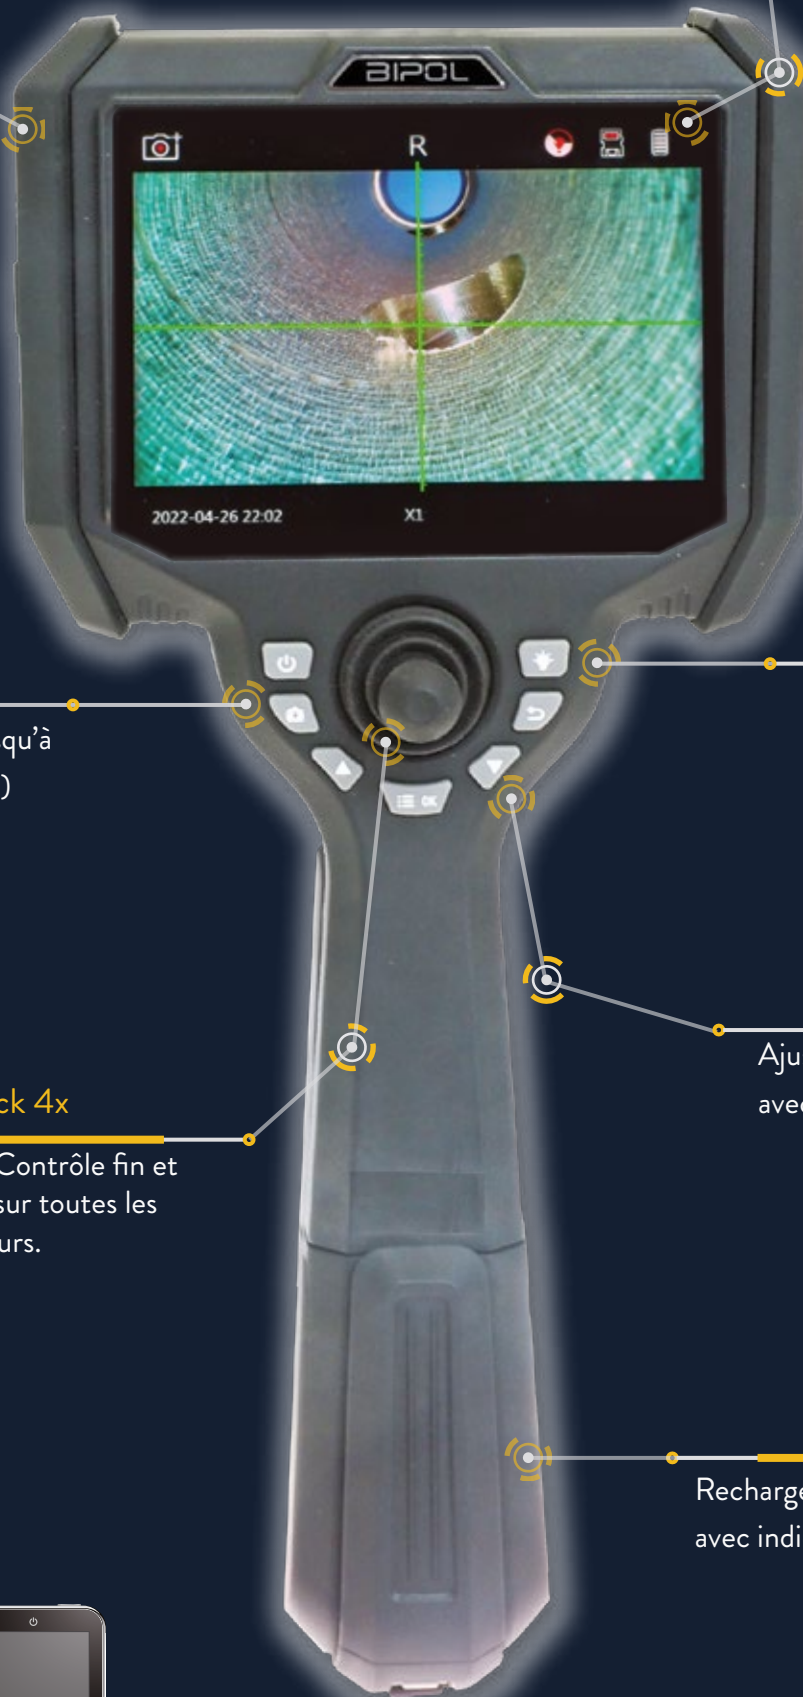 BIPOL
R
2022-04-26 22:02
X1
squ'à
)
OK
ck 4x
Contrôle fin et
sur toutes les
urs.
Aju
avec
Recharge
avec indi